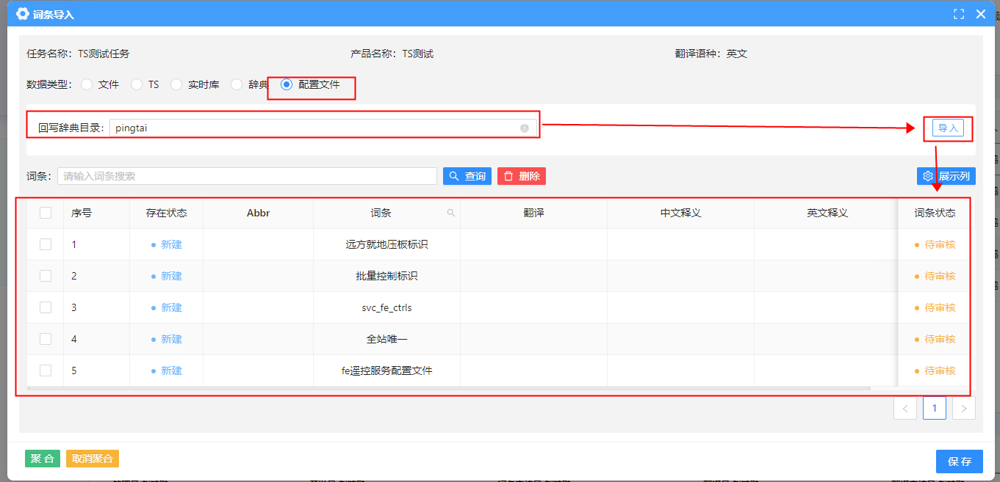 词条导入
任务名称: TS测试任务 产品名称: TS测试 翻译语种: 英文
数据类型: 文件 TS 实时库 辞典 配置文件
回写辞典目录: pingtai 导入
词条: 请输入词条搜索 查询 删除 展示列
序号 存在状态 Abbr 词条 翻译 中文释义 英文释义 词条状态
1 新建 远方就地压板标识 待审核
2 新建 批量控制标识 待审核
3 新建 svc_fe_ctrls 待审核
4 新建 全站唯一 待审核
5 新建 fe遥控服务配置文件 待审核
< 1 >
聚合 取消聚合 保存